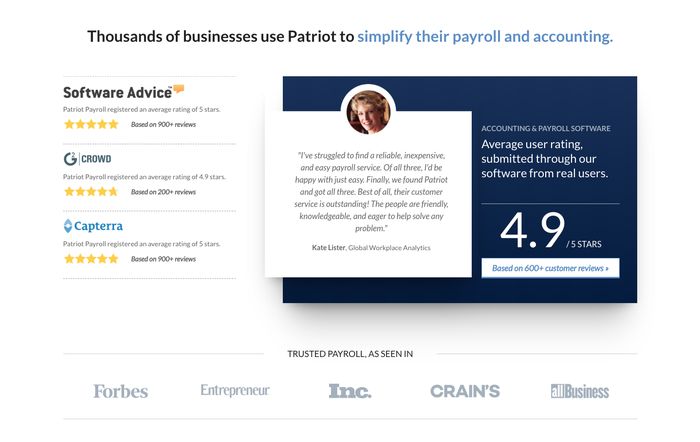 Thousands of businesses use Patriot to simplify their payroll and accounting.
Software Advice
Patriot Payroll registered an average rating of 5 stars.
Based on 900+ reviews
G2 CROWD
Patriot Payroll registered an average rating of 4.9 stars.
Based on 200+ reviews
Capterra
Patriot Payroll registered an average rating of 5 stars.
Based on 900+ reviews
"I've struggled to find a reliable, inexpensive,
and easy payroll service. Of all three, I'd be
happy with just easy. Finally, we found Patriot
and got all three. Best of all, their customer
service is outstanding! The people are friendly,
knowledgeable, and eager to help solve any
problem."
Kate Lister, Global Workplace Analytics
ACCOUNTING & PAYROLL SOFTWARE
Average user rating,
submitted through our
software from real users.
4.9 / 5 STARS
Based on 600+ customer reviews »
TRUSTED PAYROLL, AS SEEN IN
Forbes Entrepreneur Inc. CRAIN'S allBusiness